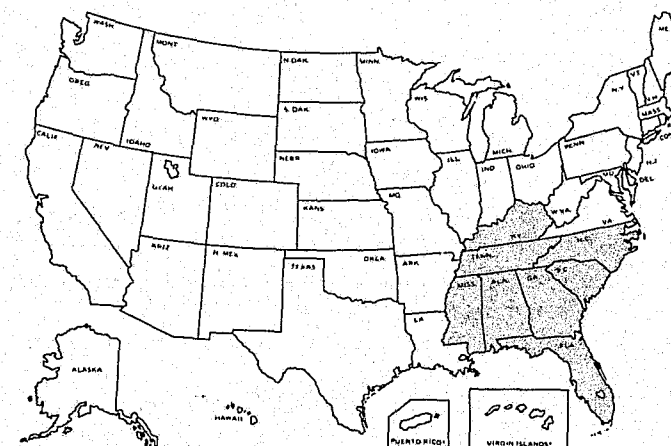 WASH
MONT
N DAK
MINN
ME
OREG
IDAHO
WYO
S. DAK
WIS
MICH
N.Y
VT
N H
MASS
CON
CALIF
NEV
UTAH
COLO
NEBR
IOWA
ILL
IND
OHIO
PENN
N J
DEL
MD
KANS
MO
W VA
VA
KY
ARIZ
N MEX
TEXAS
OKLA
ARK
TENN
N.C.
MISS
ALA
GA
S.C.
LA
FLA
ALASKA
HAWAII
PUERTO RICO*
VIRGIN ISLANDS*